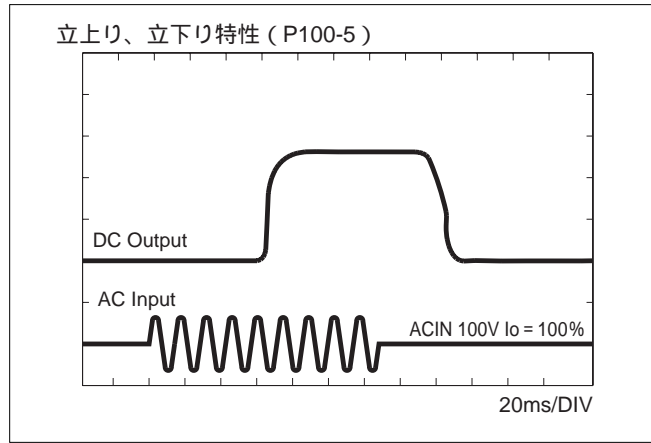 立上り、立下り特性 ( P100-5 )
DC Output
AC Input
ACIN 100V Io = 100%
20ms/DIV